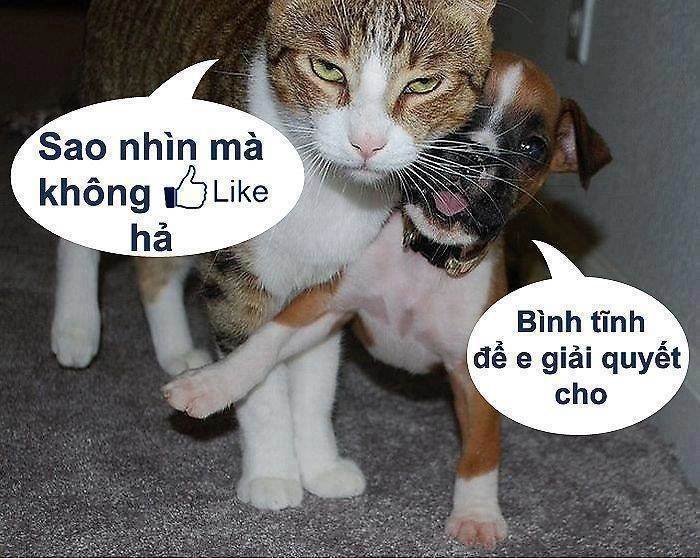 Sao nhìn mà
không Like
hả
Bình tĩnh
để e giải quyết
cho